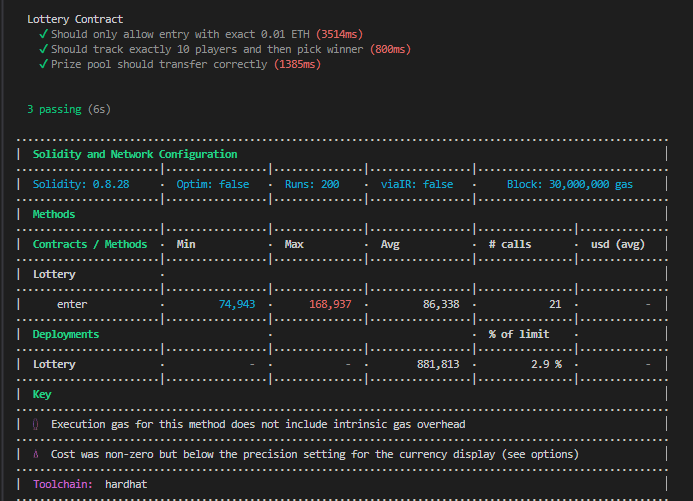 Lottery Contract
✔ Should only allow entry with exact 0.01 ETH (3514ms)
✔ Should track exactly 10 players and then pick winner (800ms)
✔ Prize pool should transfer correctly (1385ms)
3 passing (6s)
| Solidity and Network Configuration |
| Solidity: 0.8.28 · Optim: false · Runs: 200 · viaIR: false · Block: 30,000,000 gas |
| Methods |
| Contracts / Methods · Min · Max · Avg · # calls · usd (avg) |
| Lottery · |
| enter · 74,943 · 168,937 · 86,338 · 21 · - |
| Deployments · · · % of limit · |
| Lottery · - · - · 881,813 · 2.9 % · - |
| Key |
| Execution gas for this method does not include intrinsic gas overhead |
| Cost was non-zero but below the precision setting for the currency display (see options) |
| Toolchain: hardhat |